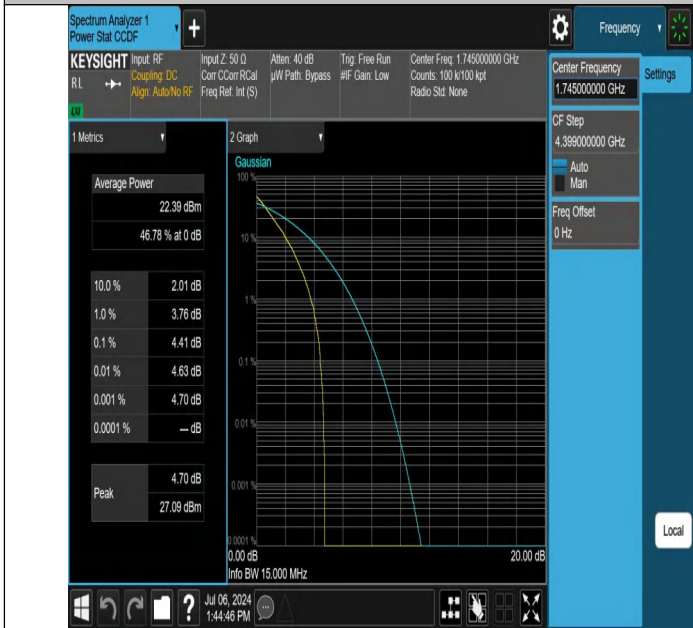 Spectrum Analyzer 1
Power Stat CCDF
+
Frequency
KEYSIGHT
RL
LVI
Input: RF
Coupling: DC
Align: Auto/No RF
Input Z: 50 Ω
Corr CCorr RCal
Freq Ref: Int (S)
Atten: 40 dB
µW Path: Bypass
Trig: Free Run
#IF Gain: Low
Center Freq: 1.745000000 GHz
Counts: 100 k/100 kpt
Radio Std: None
Center Frequency
1.745000000 GHz
Settings
CF Step
4.399000000 GHz
Auto
Man
Freq Offset
0 Hz
1 Metrics
Average Power
22.39 dBm
46.78 % at 0 dB
10.0 % 2.01 dB
1.0 % 3.76 dB
0.1 % 4.41 dB
0.01 % 4.63 dB
0.001 % 4.70 dB
0.0001 % --- dB
Peak
4.70 dB
27.09 dBm
2 Graph
Gaussian
100 %
10 %
1 %
0.1 %
0.01 %
0.001 %
0.0001 %
0.00 dB
20.00 dB
Info BW 15.000 MHz
Local
?
Jul 06, 2024
1:44:46 PM